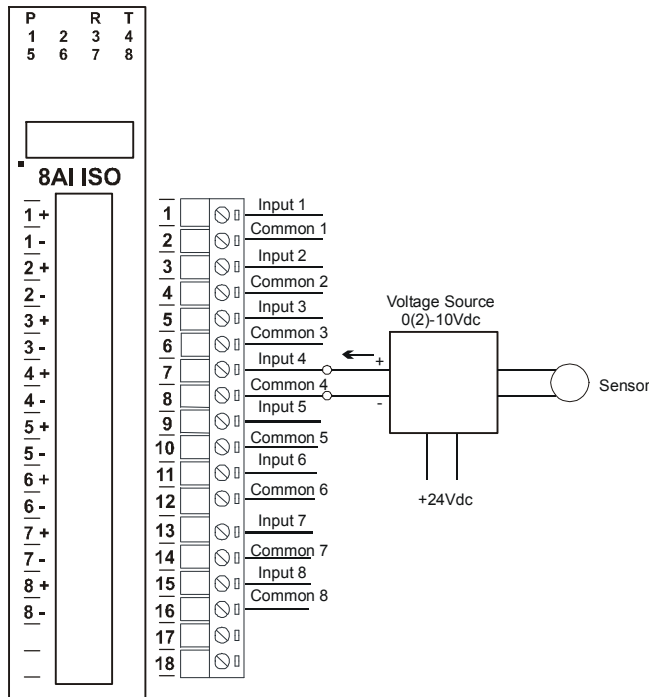 P R T
1 2 3 4
5 6 7 8
8AI ISO
1 +
1 -
2 +
2 -
3 +
3 -
4 +
4 -
5 +
5 -
6 +
6 -
7 +
7 -
8 +
8 -
1 Input 1
2 Common 1
3 Input 2
4 Common 2
5 Input 3
6 Common 3
7 Input 4
8 Common 4
9 Input 5
10 Common 5
11 Input 6
12 Common 6
13 Input 7
14 Common 7
15 Input 8
16 Common 8
17
18
Voltage Source
0(2)-10Vdc
+
-
Sensor
+24Vdc